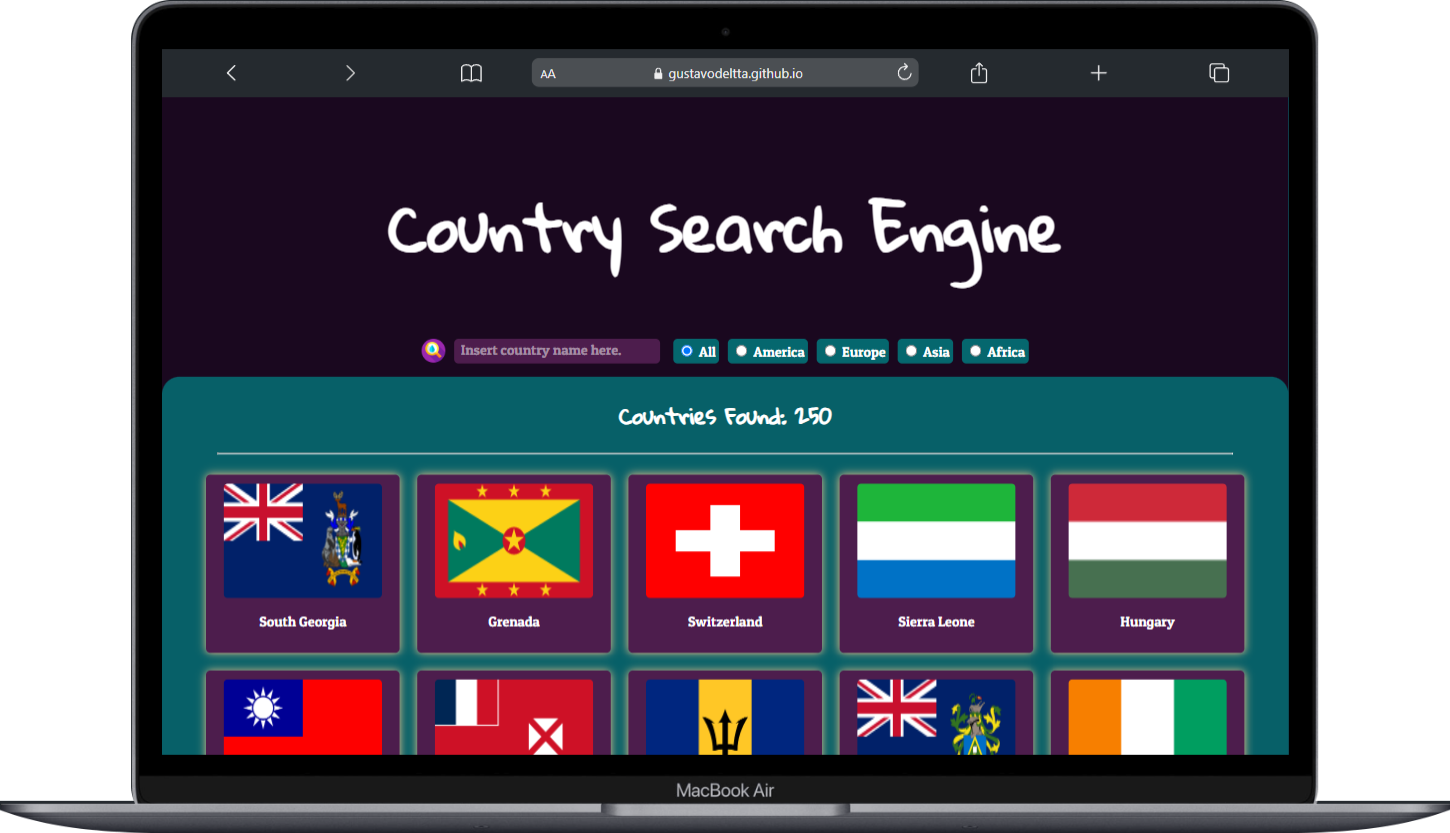 AA gustavodeltta.github.io
Country Search Engine
Insert country name here. All America Europe Asia Africa
Countries Found: 250
South Georgia Grenada Switzerland Sierra Leone Hungary
MacBook Air